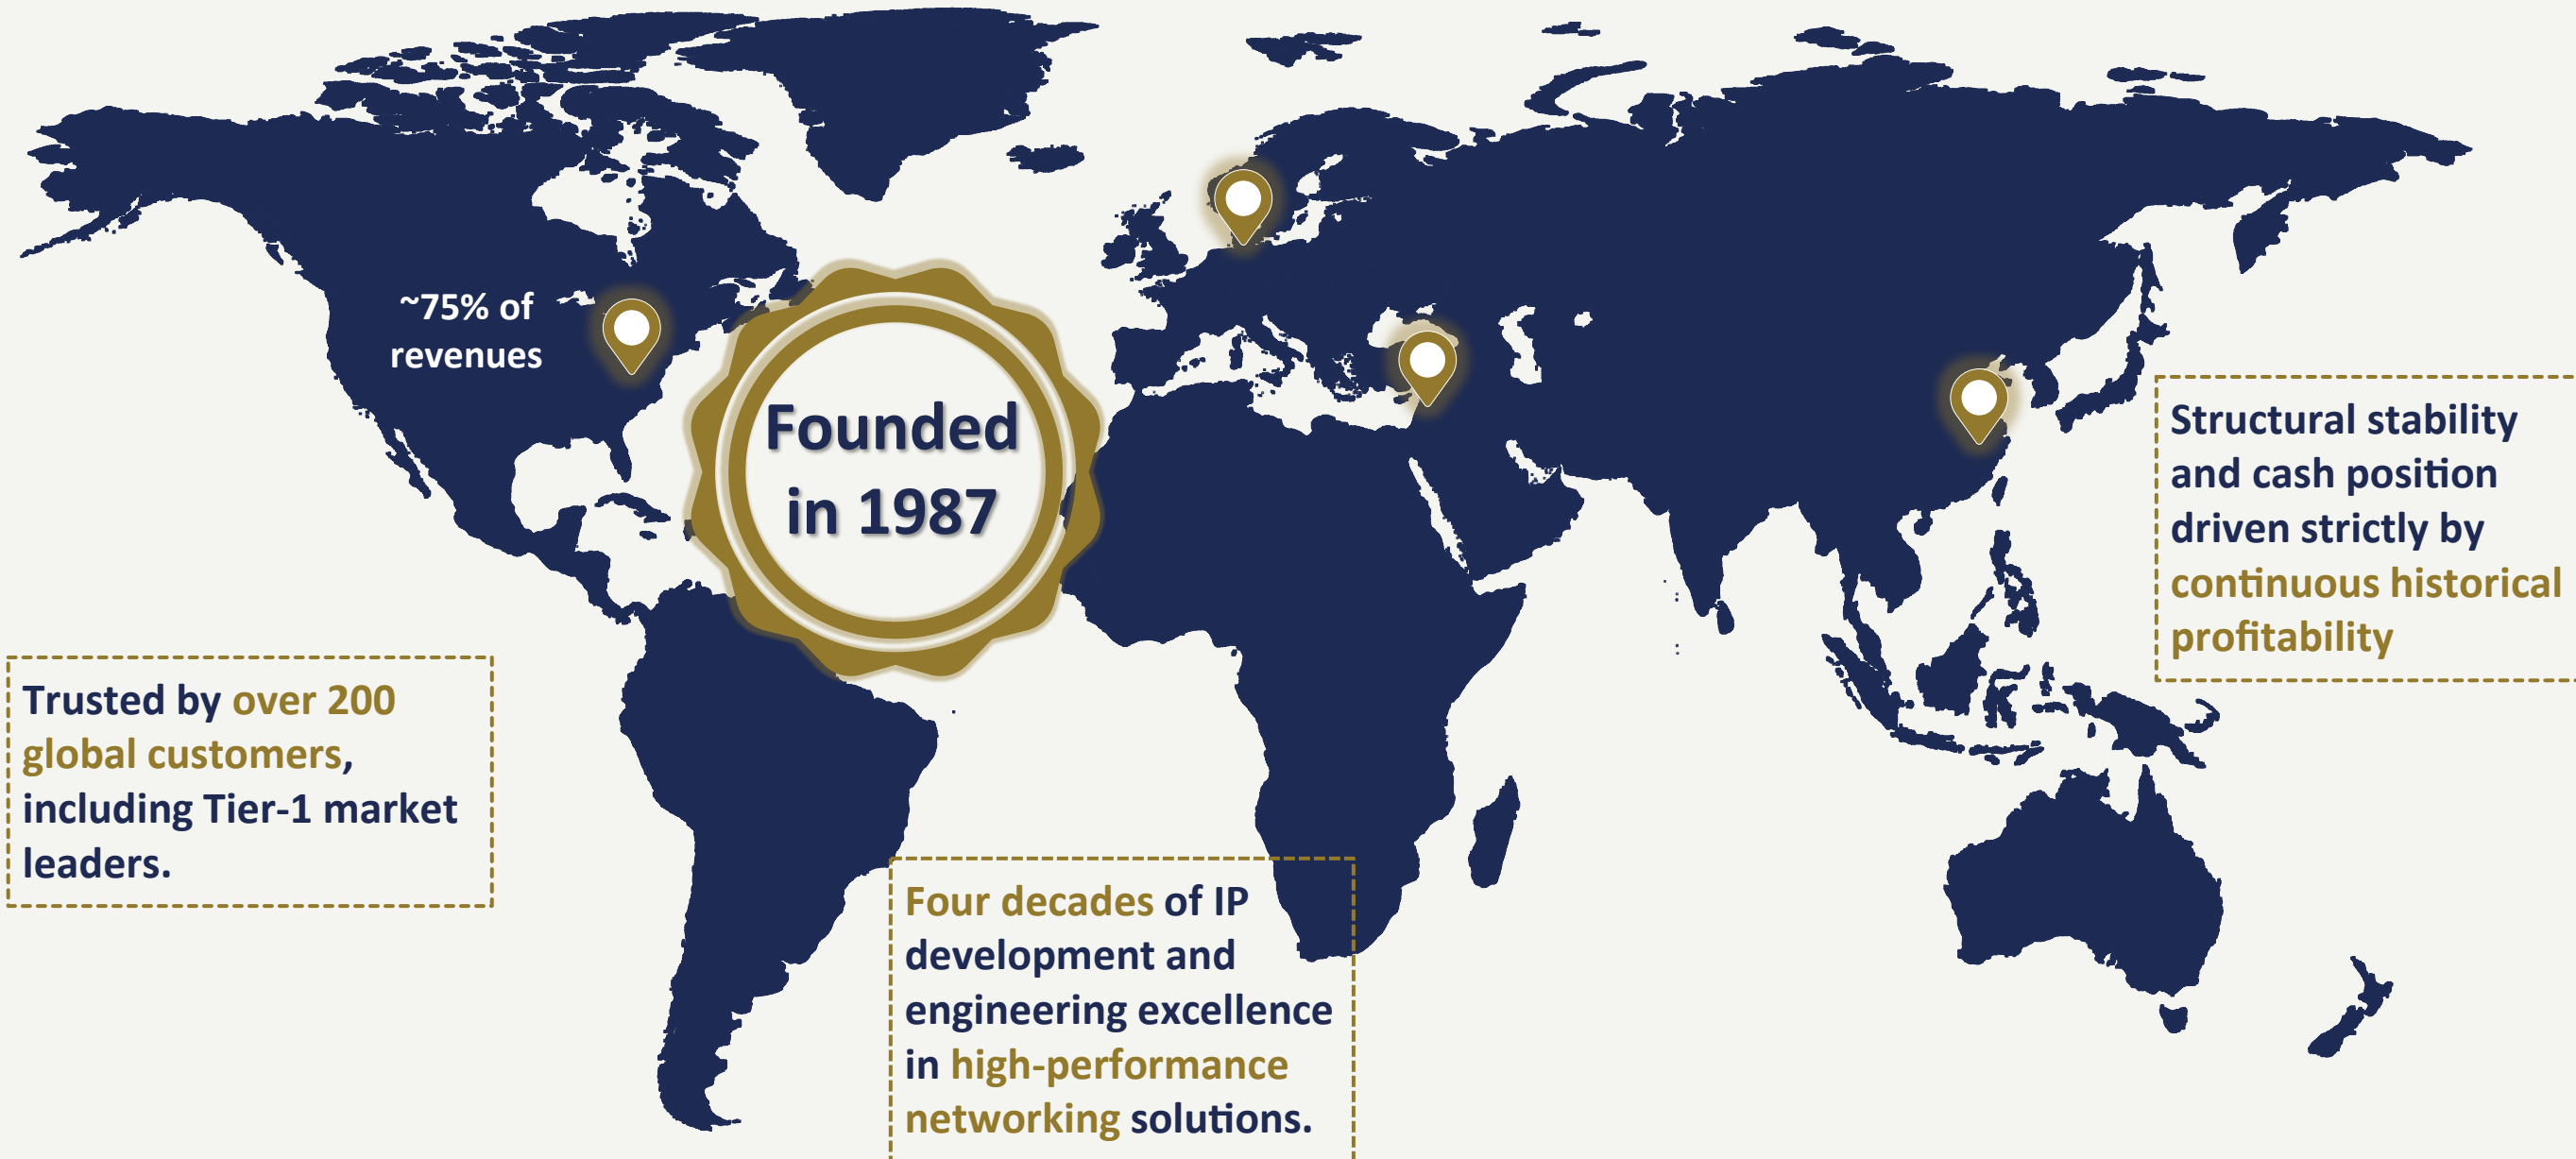 ~75% of
revenues
Founded
in 1987
Structural stability
and cash position
driven strictly by
continuous historical
profitability
Trusted by over 200
global customers,
including Tier-1 market
leaders.
Four decades of IP
development and
engineering excellence
in high-performance
networking solutions.